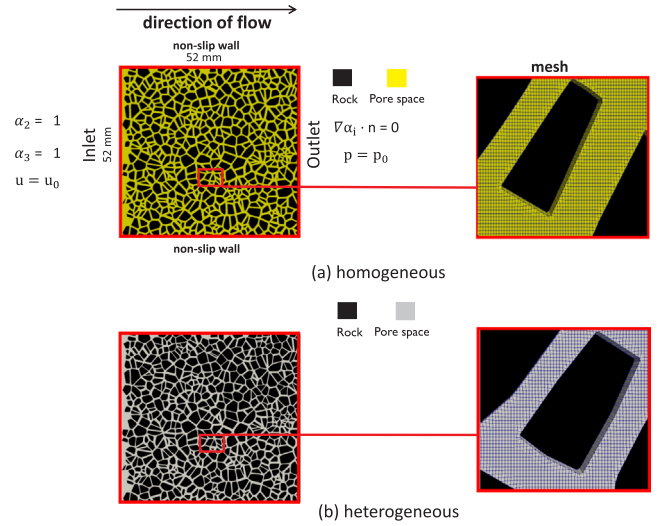 direction of flow
non-slip wall
52 mm
mesh
Rock
Pore space
α₂ = 1
α₃ = 1
u = u₀
Inlet
52 mm
Outlet
∇αᵢ · n = 0
p = p₀
non-slip wall
(a) homogeneous
Rock
Pore space
(b) heterogeneous